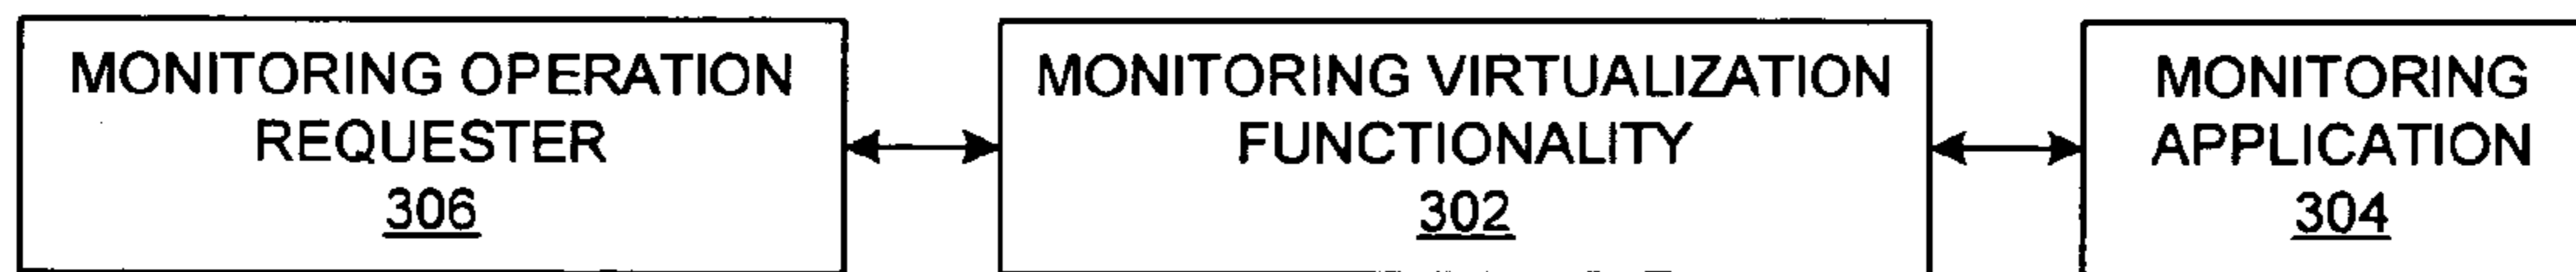 MONITORING OPERATION
REQUESTER
306
MONITORING VIRTUALIZATION
FUNCTIONALITY
302
MONITORING
APPLICATION
304